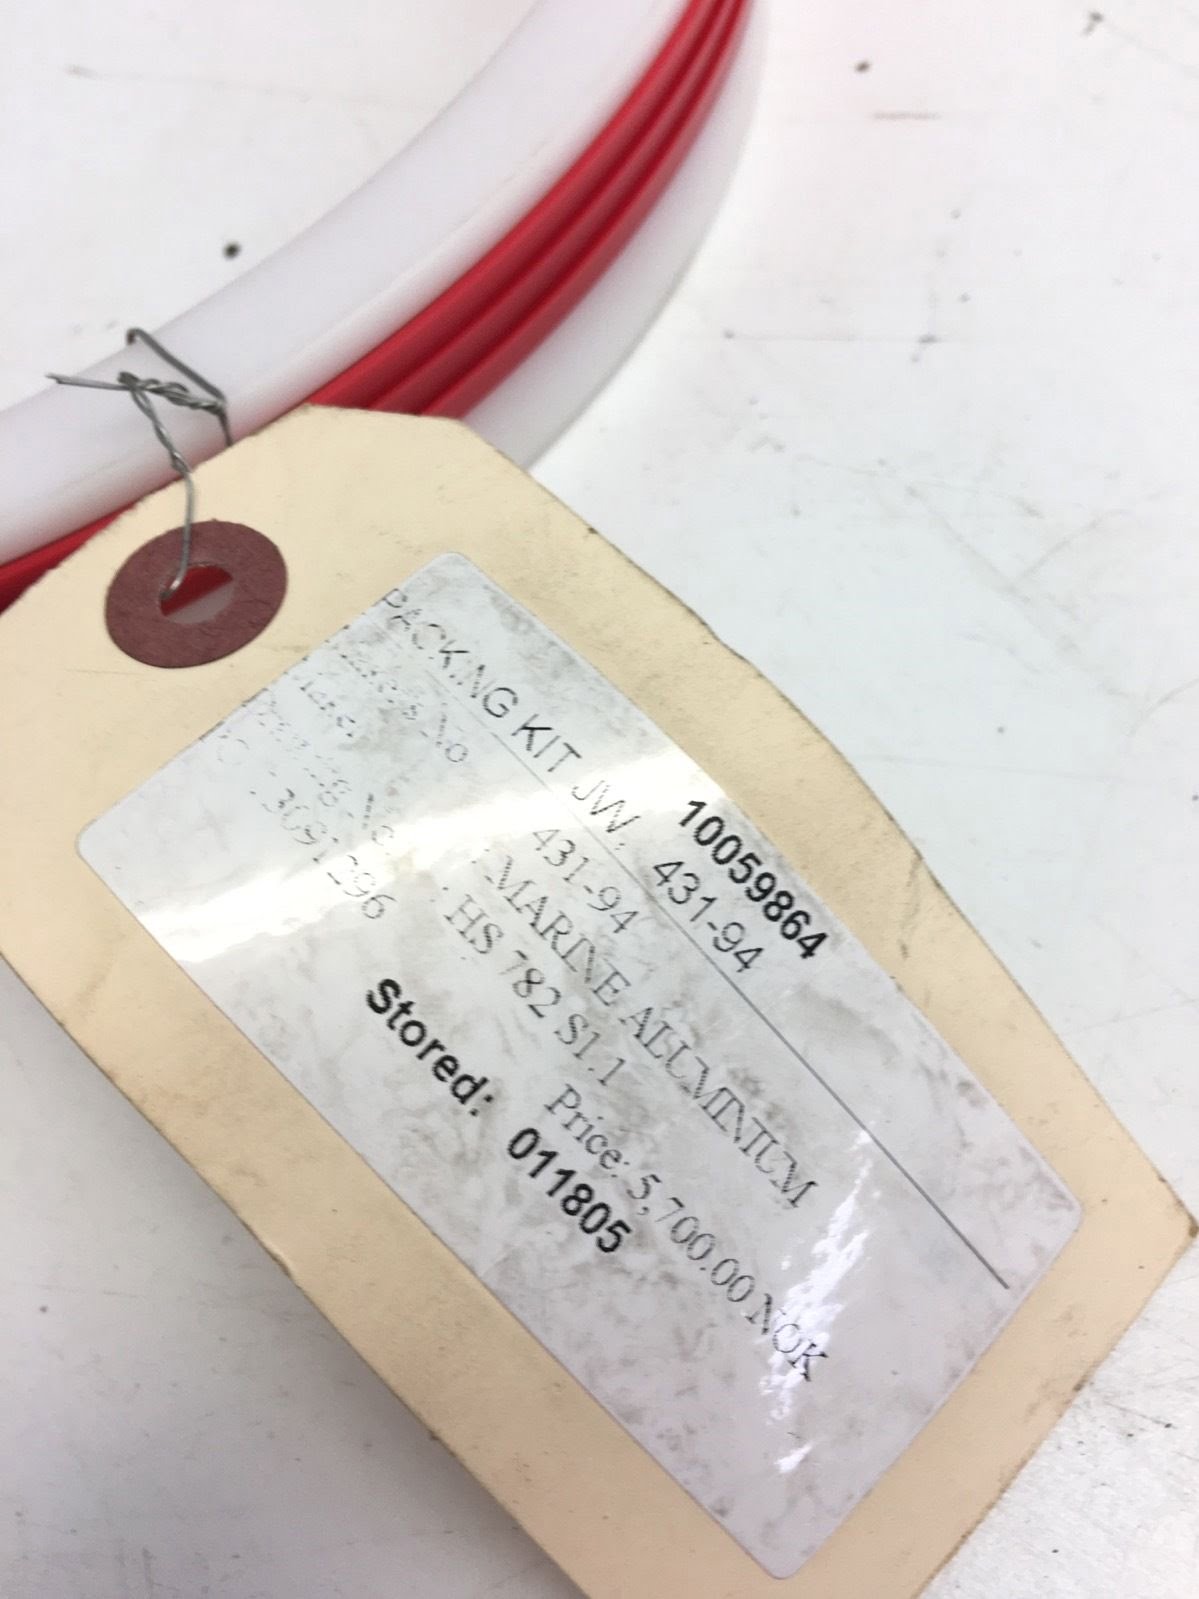 10059864
PACKING KIT JW. 431-94
431-94
MARINE ALUMINIUM
HS 782 S1.1
Price: 5,700.00 NOK
Stored: 011805